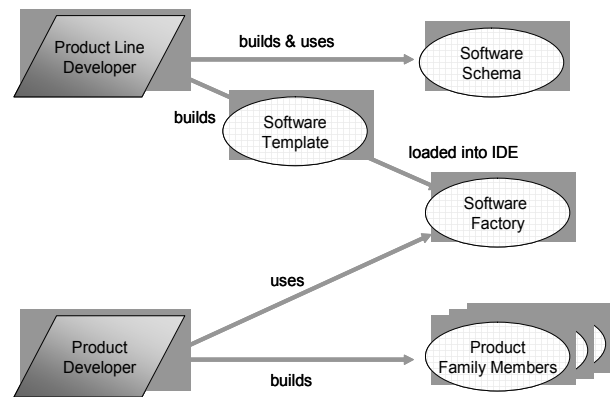 Product Line
Developer
builds & uses
Software
Schema
builds
Software
Template
loaded into IDE
Software
Factory
uses
Product
Developer
builds
Product
Family Members